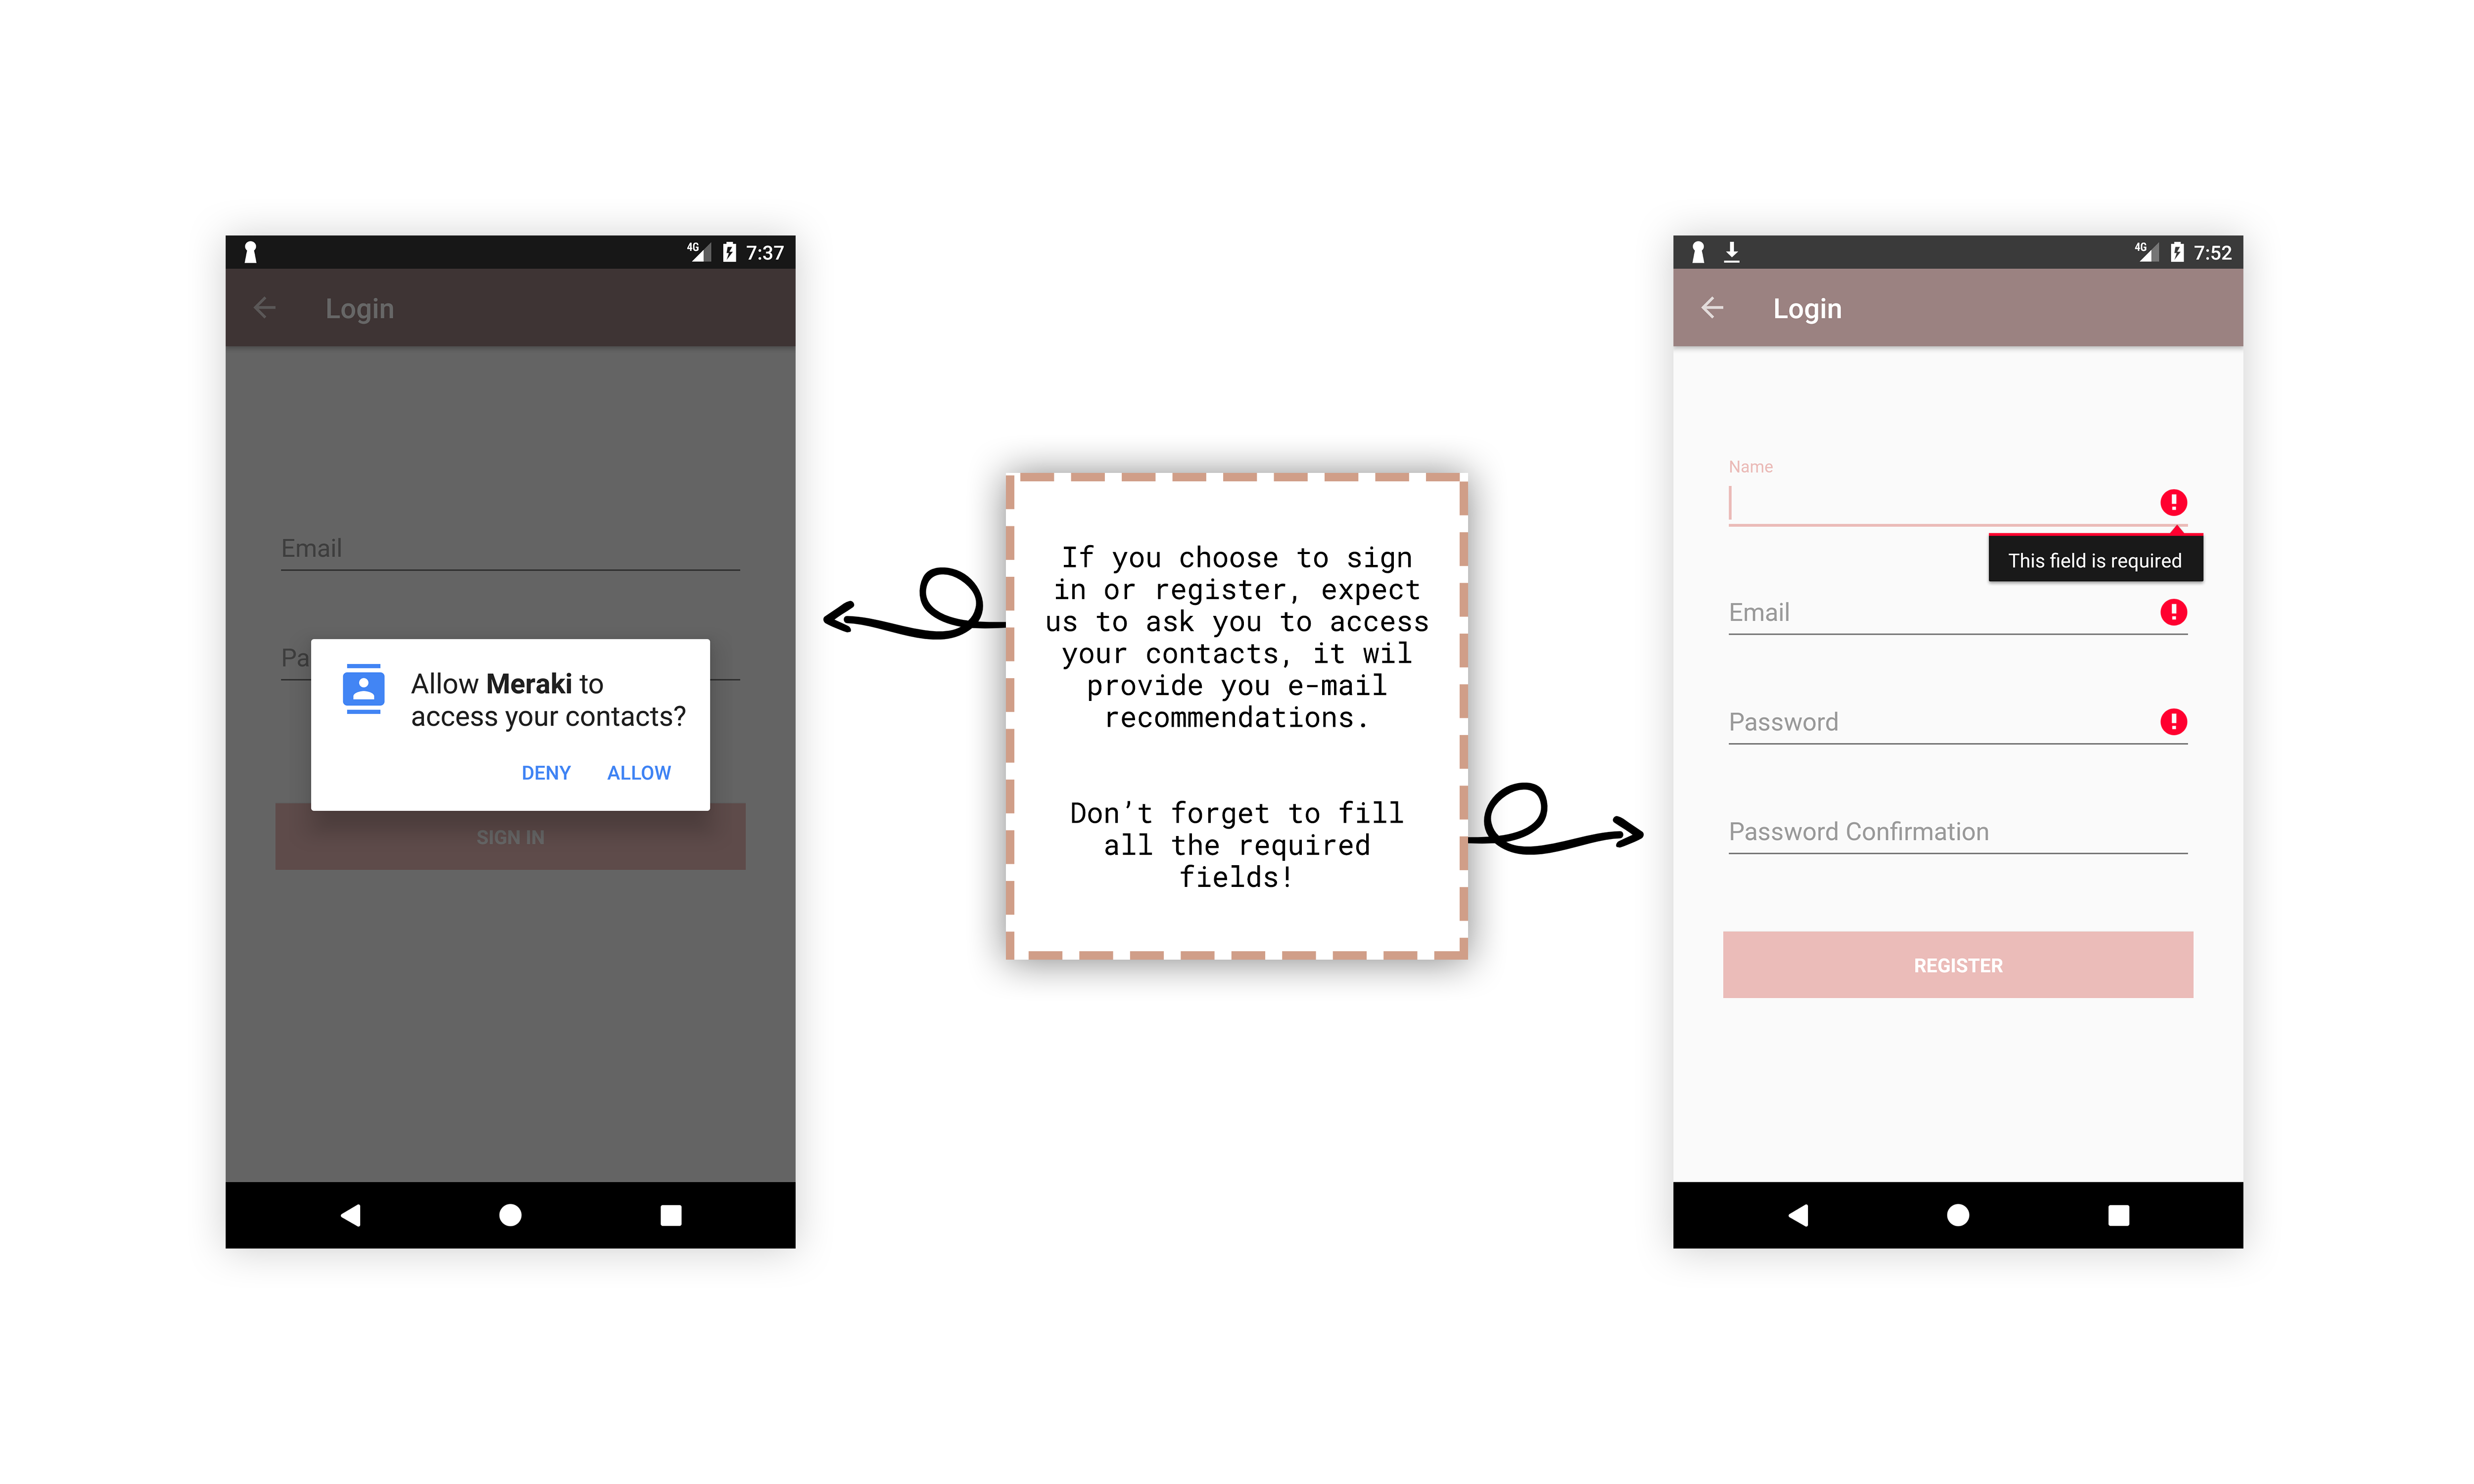 4G 7:37
Login
Email
Pa
Allow Meraki to
access your contacts?
DENY ALLOW
SIGN IN
If you choose to sign
in or register, expect
us to ask you to access
your contacts, it wil
provide you e-mail
recommendations.
Don’t forget to fill
all the required
fields!
4G 7:52
Login
Name
This field is required
Email
Password
Password Confirmation
REGISTER